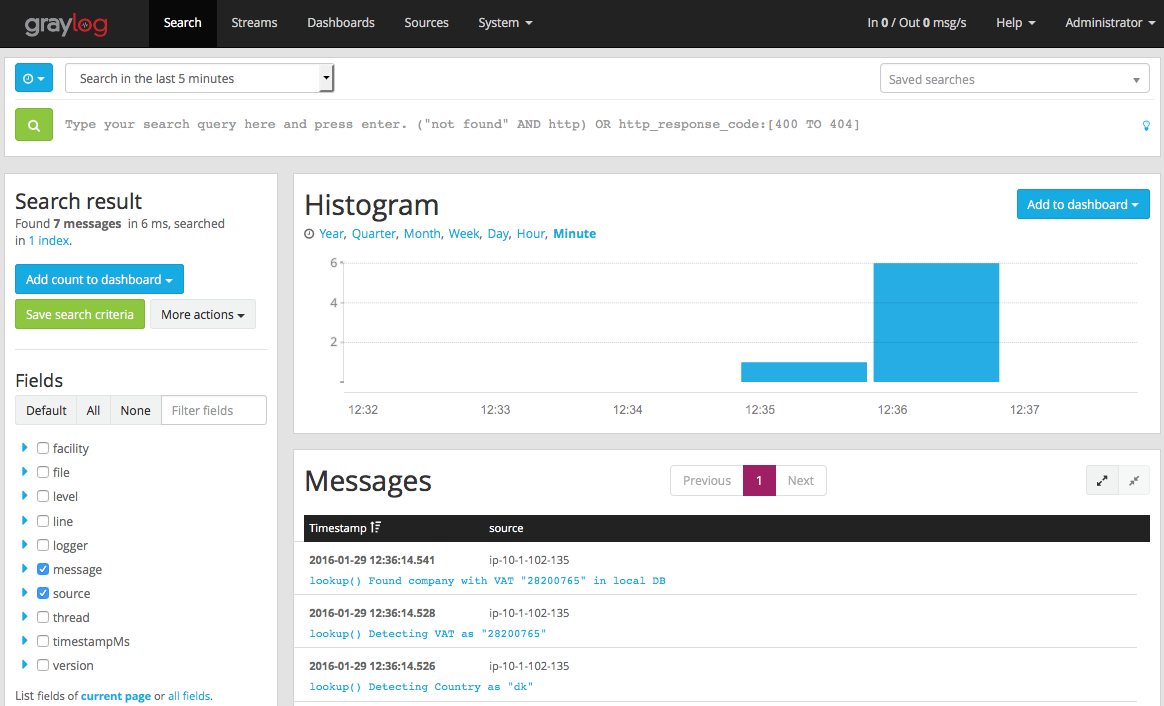 graylog Search Streams Dashboards Sources System In 0 / Out 0 msg/s Help Administrator
Search in the last 5 minutes Saved searches
Type your search query here and press enter. ("not found" AND http) OR http_response_code:[400 TO 404]
Search result
Found 7 messages in 6 ms, searched
in 1 index.
Add count to dashboard
Save search criteria More actions
Fields
Default All None Filter fields
facility
file
level
line
logger
message
source
thread
timestampMs
version
List fields of current page or all fields.
Histogram
Add to dashboard
Year, Quarter, Month, Week, Day, Hour, Minute
6
4
2
12:32 12:33 12:34 12:35 12:36 12:37
Messages
Previous 1 Next
Timestamp source
2016-01-29 12:36:14.541 ip-10-1-102-135
lookup() Found company with VAT "28200765" in local DB
2016-01-29 12:36:14.528 ip-10-1-102-135
lookup() Detecting VAT as "28200765"
2016-01-29 12:36:14.526 ip-10-1-102-135
lookup() Detecting Country as "dk"